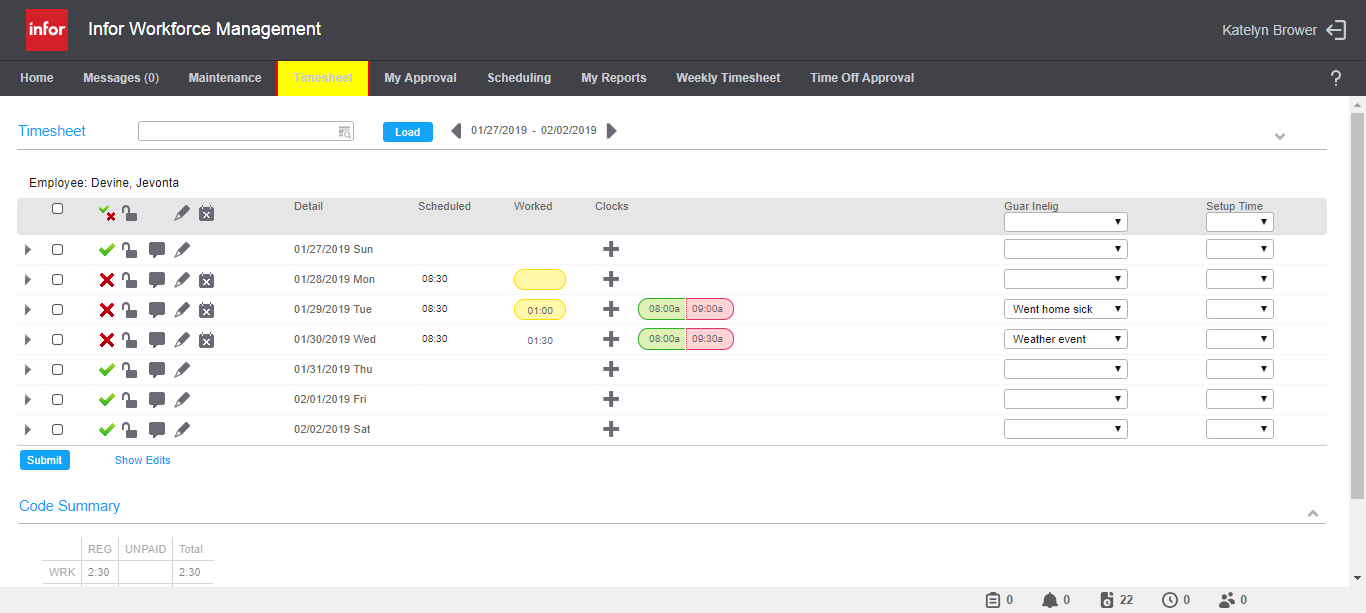 infor Infor Workforce Management Katelyn Brower
Home Messages (0) Maintenance Timesheet My Approval Scheduling My Reports Weekly Timesheet Time Off Approval ?
Timesheet Load 01/27/2019 - 02/02/2019
Employee: Devine, Jevonta
Detail Scheduled Worked Clocks Guar Inelig Setup Time
01/27/2019 Sun
01/28/2019 Mon 08:30
01/29/2019 Tue 08:30 01:00 08:00a 09:00a Went home sick
01/30/2019 Wed 08:30 01:30 08:00a 09:30a Weather event
01/31/2019 Thu
02/01/2019 Fri
02/02/2019 Sat
Submit Show Edits
Code Summary
REG UNPAID Total
WRK 2:30 2:30
0 0 22 0 0